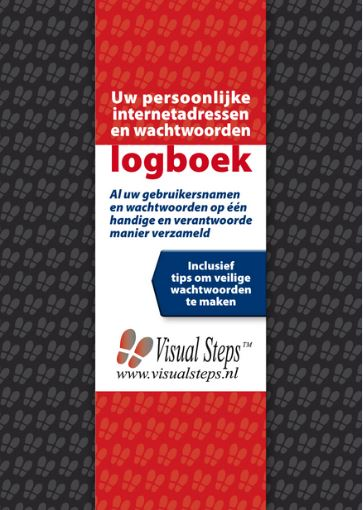 Uw persoonlijke
internetadressen
en wachtwoorden
logboek
Al uw gebruikersnamen
en wachtwoorden op één
handige en verantwoorde
manier verzameld
Inclusief
tips om veilige
wachtwoorden
te maken
Visual Steps™
www.visualsteps.nl